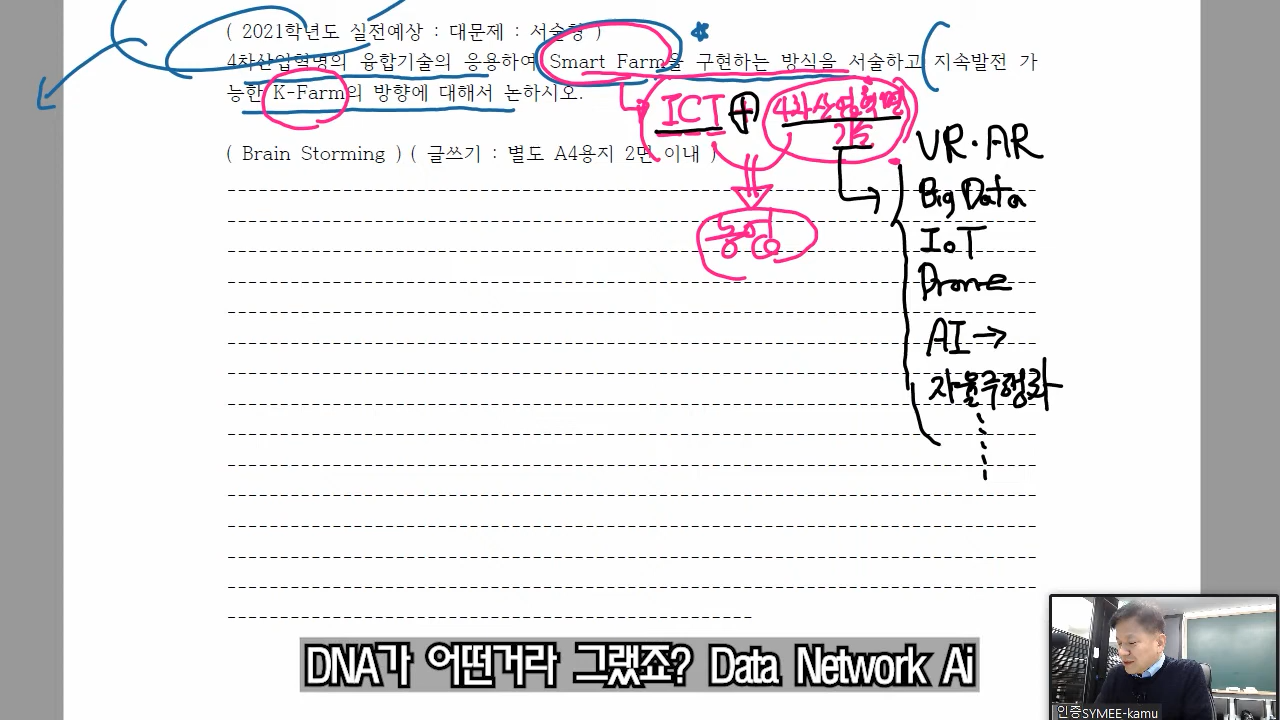 ( 2021학년도 실전예상 : 대문제 : 서술형 )
4차산업혁명의 융합기술의 응용하여 Smart Farm을 구현하는 방식을 서술하고 지속발전 가
능한 K-Farm의 방향에 대해서 논하시오.
ICT + 4차산업혁명
기술
( Brain Storming ) ( 글쓰기 : 별도 A4용지 2면 이내 )
VR·AR
Big Data
IoT
Drone
AI →
자율주행차
DNA가 어떤거라 그랬죠? Data Network Ai
인증SYMEE-kamu